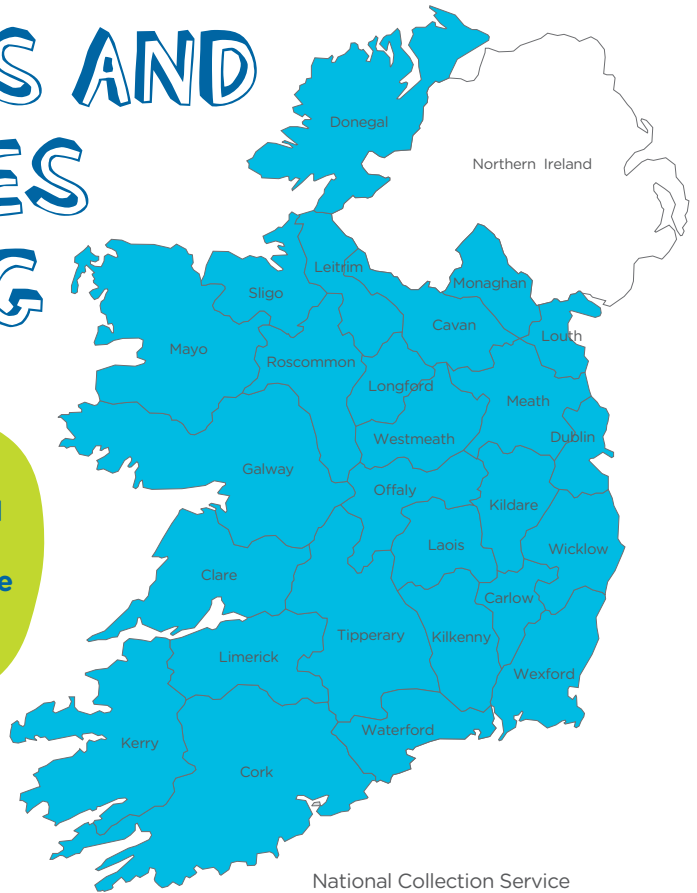 S AND
ES
G
e
Donegal
Northern Ireland
Leitrim
Monaghan
Sligo
Cavan
Louth
Mayo
Roscommon
Longford
Meath
Westmeath
Dublin
Galway
Offaly
Kildare
Laois
Wicklow
Clare
Carlow
Tipperary
Kilkenny
Limerick
Wexford
Waterford
Kerry
Cork
National Collection Service